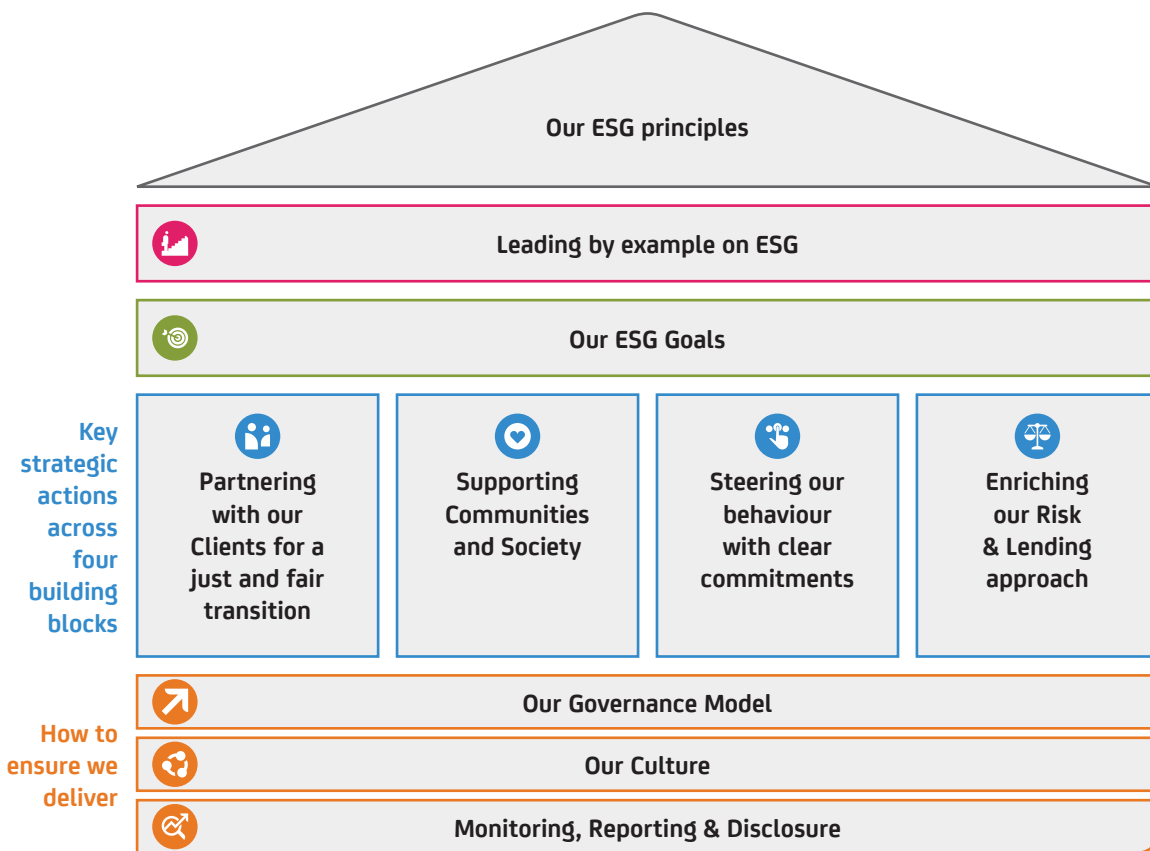 Our ESG principles
Leading by example on ESG
Our ESG Goals
Key
strategic
actions
across
four
building
blocks
Partnering
with our
Clients for a
just and fair
transition
Supporting
Communities
and Society
Steering our
behaviour
with clear
commitments
Enriching
our Risk
& Lending
approach
How to
ensure we
deliver
Our Governance Model
Our Culture
Monitoring, Reporting & Disclosure